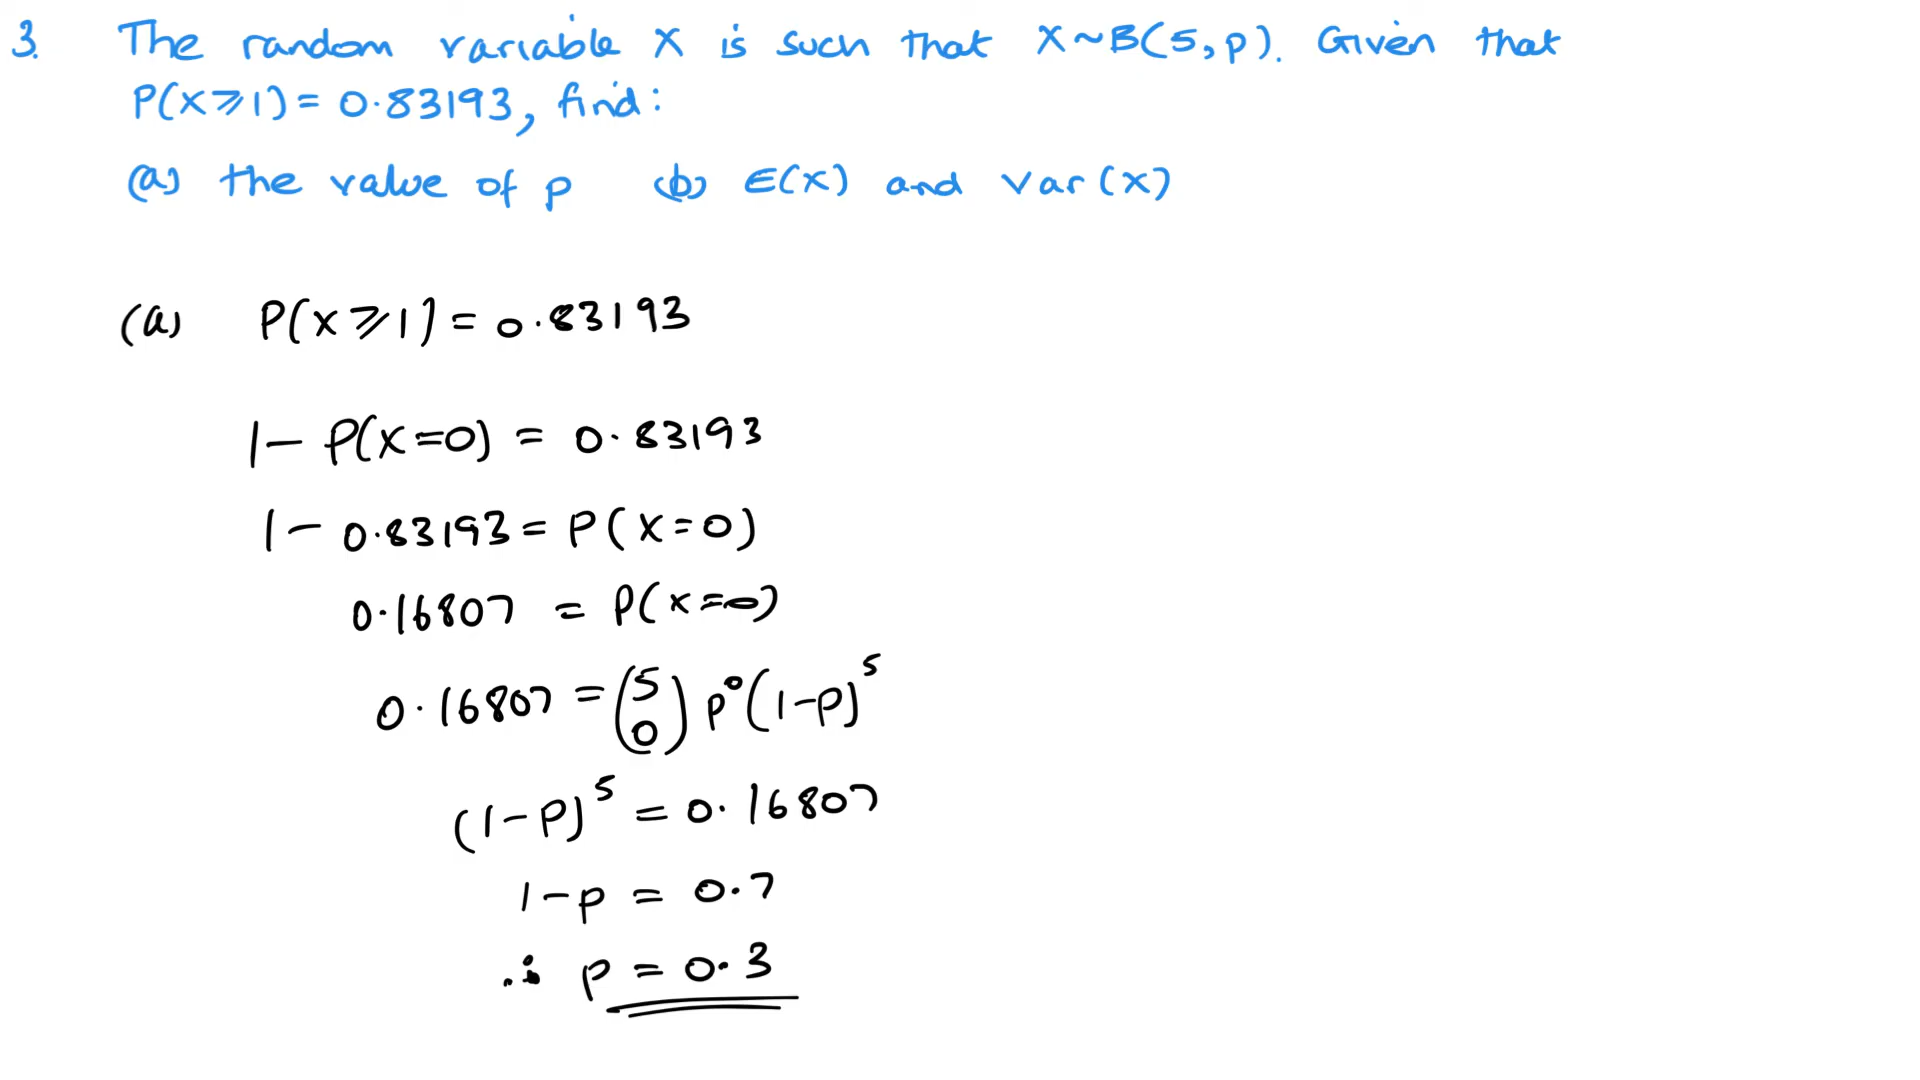 3. The random variable X is such that X~B(5,p). Given that
P(X⩾1) = 0.83193, find:
(a) the value of p (b) E(X) and Var(X)
(a) P(X⩾1) = 0.83193
1 − P(X=0) = 0.83193
1 − 0.83193 = P(X=0)
0.16807 = P(X=0)
0.16807 = (5 0) p⁰(1−p)⁵
(1−p)⁵ = 0.16807
1−p = 0.7
∴ p = 0.3